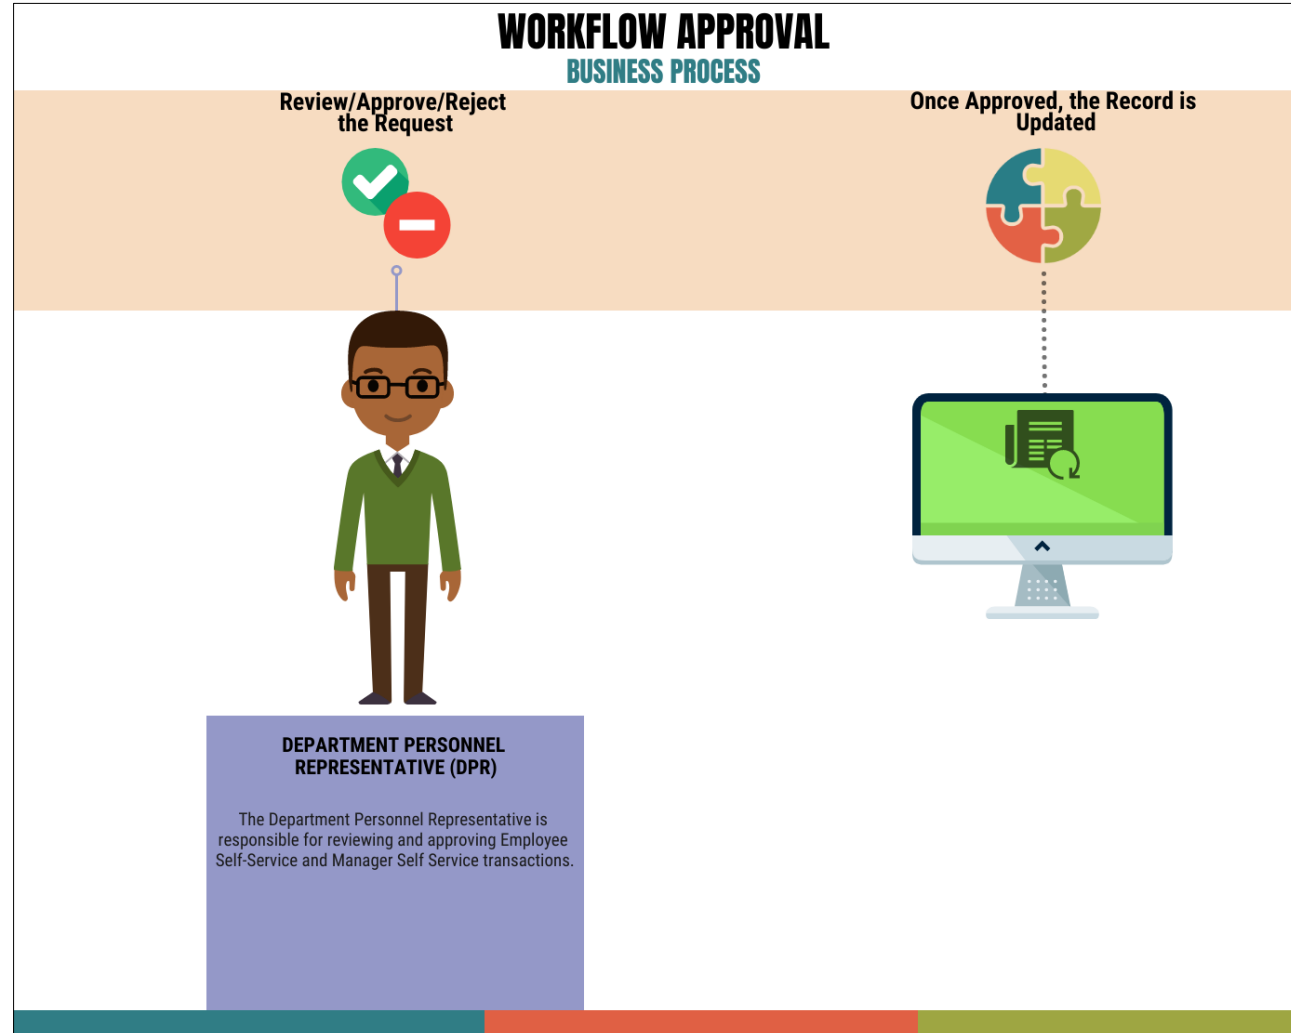 WORKFLOW APPROVAL
BUSINESS PROCESS
Review/Approve/Reject
the Request
Once Approved, the Record is
Updated
DEPARTMENT PERSONNEL
REPRESENTATIVE (DPR)
The Department Personnel Representative is
responsible for reviewing and approving Employee
Self-Service and Manager Self Service transactions.